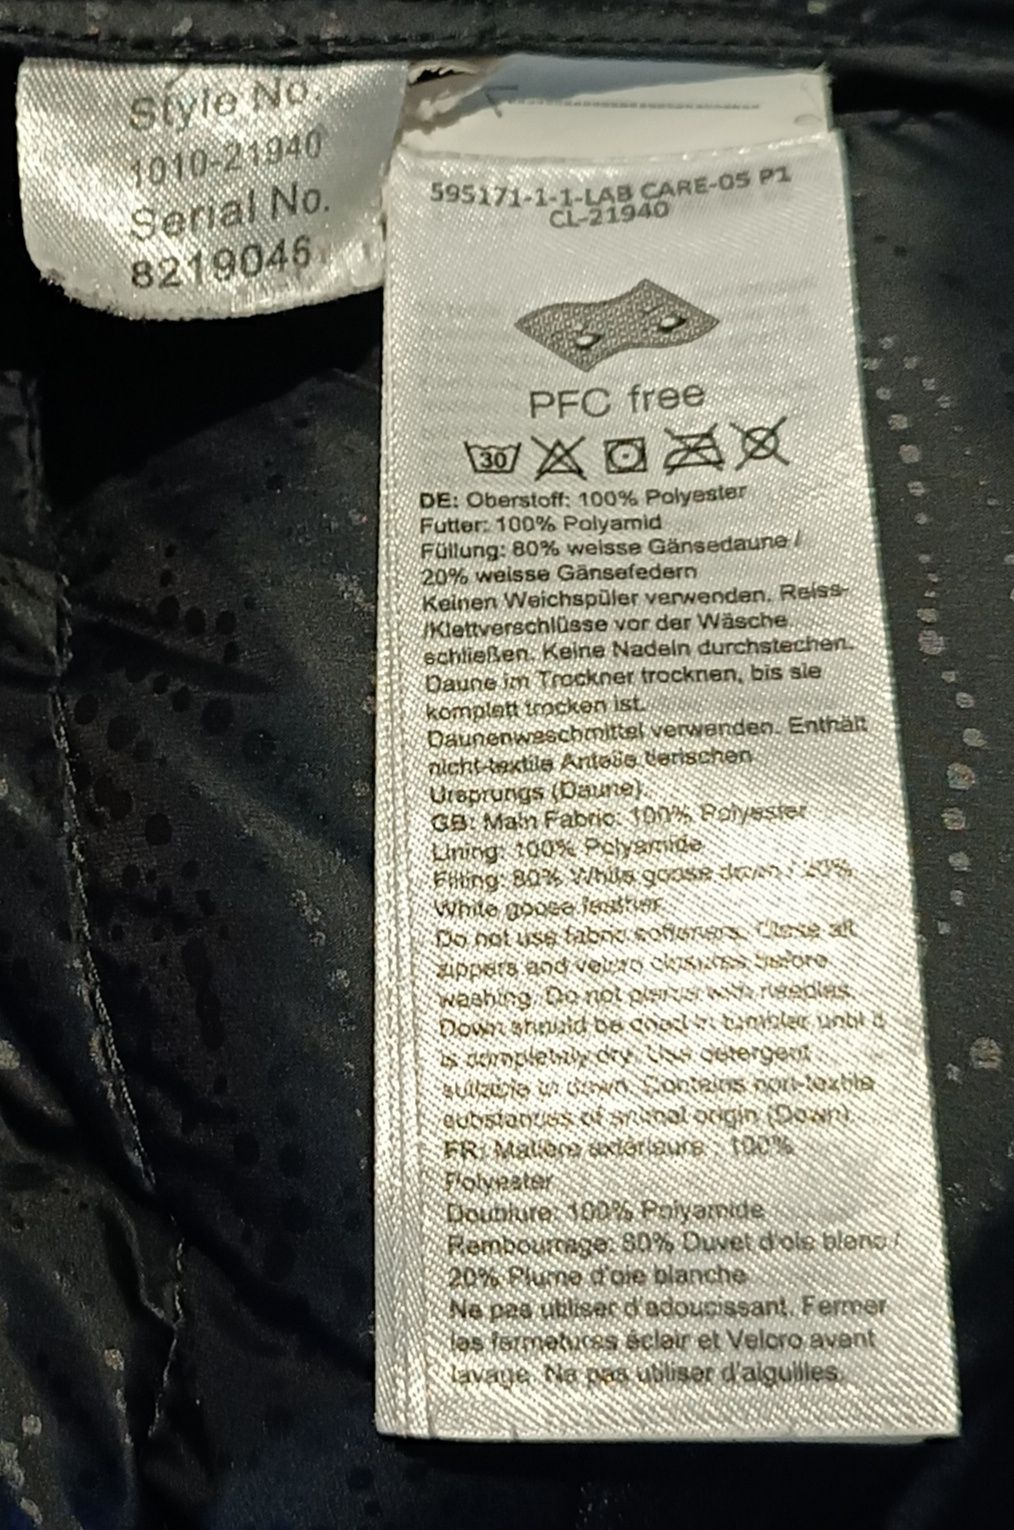 Style No.
1010-21940
Serial No.
8219046
595171-1-1-LAB CARE-05 P1
CL-21940
PFC free
30
DE: Oberstoff: 100% Polyester
Futter: 100% Polyamid
Füllung: 80% weisse Gänsedaune /
20% weisse Gänsefedern
Keinen Weichspüler verwenden. Reiss-
/Klettverschlüsse vor der Wäsche
schließen. Keine Nadeln durchstechen.
Daune im Trockner trocknen, bis sie
komplett trocken ist.
Daunenwaschmittel verwenden. Enthält
nicht-textile Anteile tierischen
Ursprungs (Daune).
GB: Main Fabric: 100% Polyester
Lining: 100% Polyamide
Filling: 80% White goose down / 20%
White goose feather
Do not use fabric softeners. Close all
zippers and velcro closures before
washing. Do not pierce with needles.
Down should be dried in tumbler until it
is completely dry. Use detergent
suitable to down. Contains non-textile
substances of animal origin (Down).
FR: Matière extérieure : 100%
Polyester
Doublure: 100% Polyamide
Rembourrage: 80% Duvet d'oie blanc /
20% Plume d'oie blanche
Ne pas utiliser d'adoucissant. Fermer
les fermetures éclair et Velcro avant
lavage. Ne pas utiliser d'aiguilles.